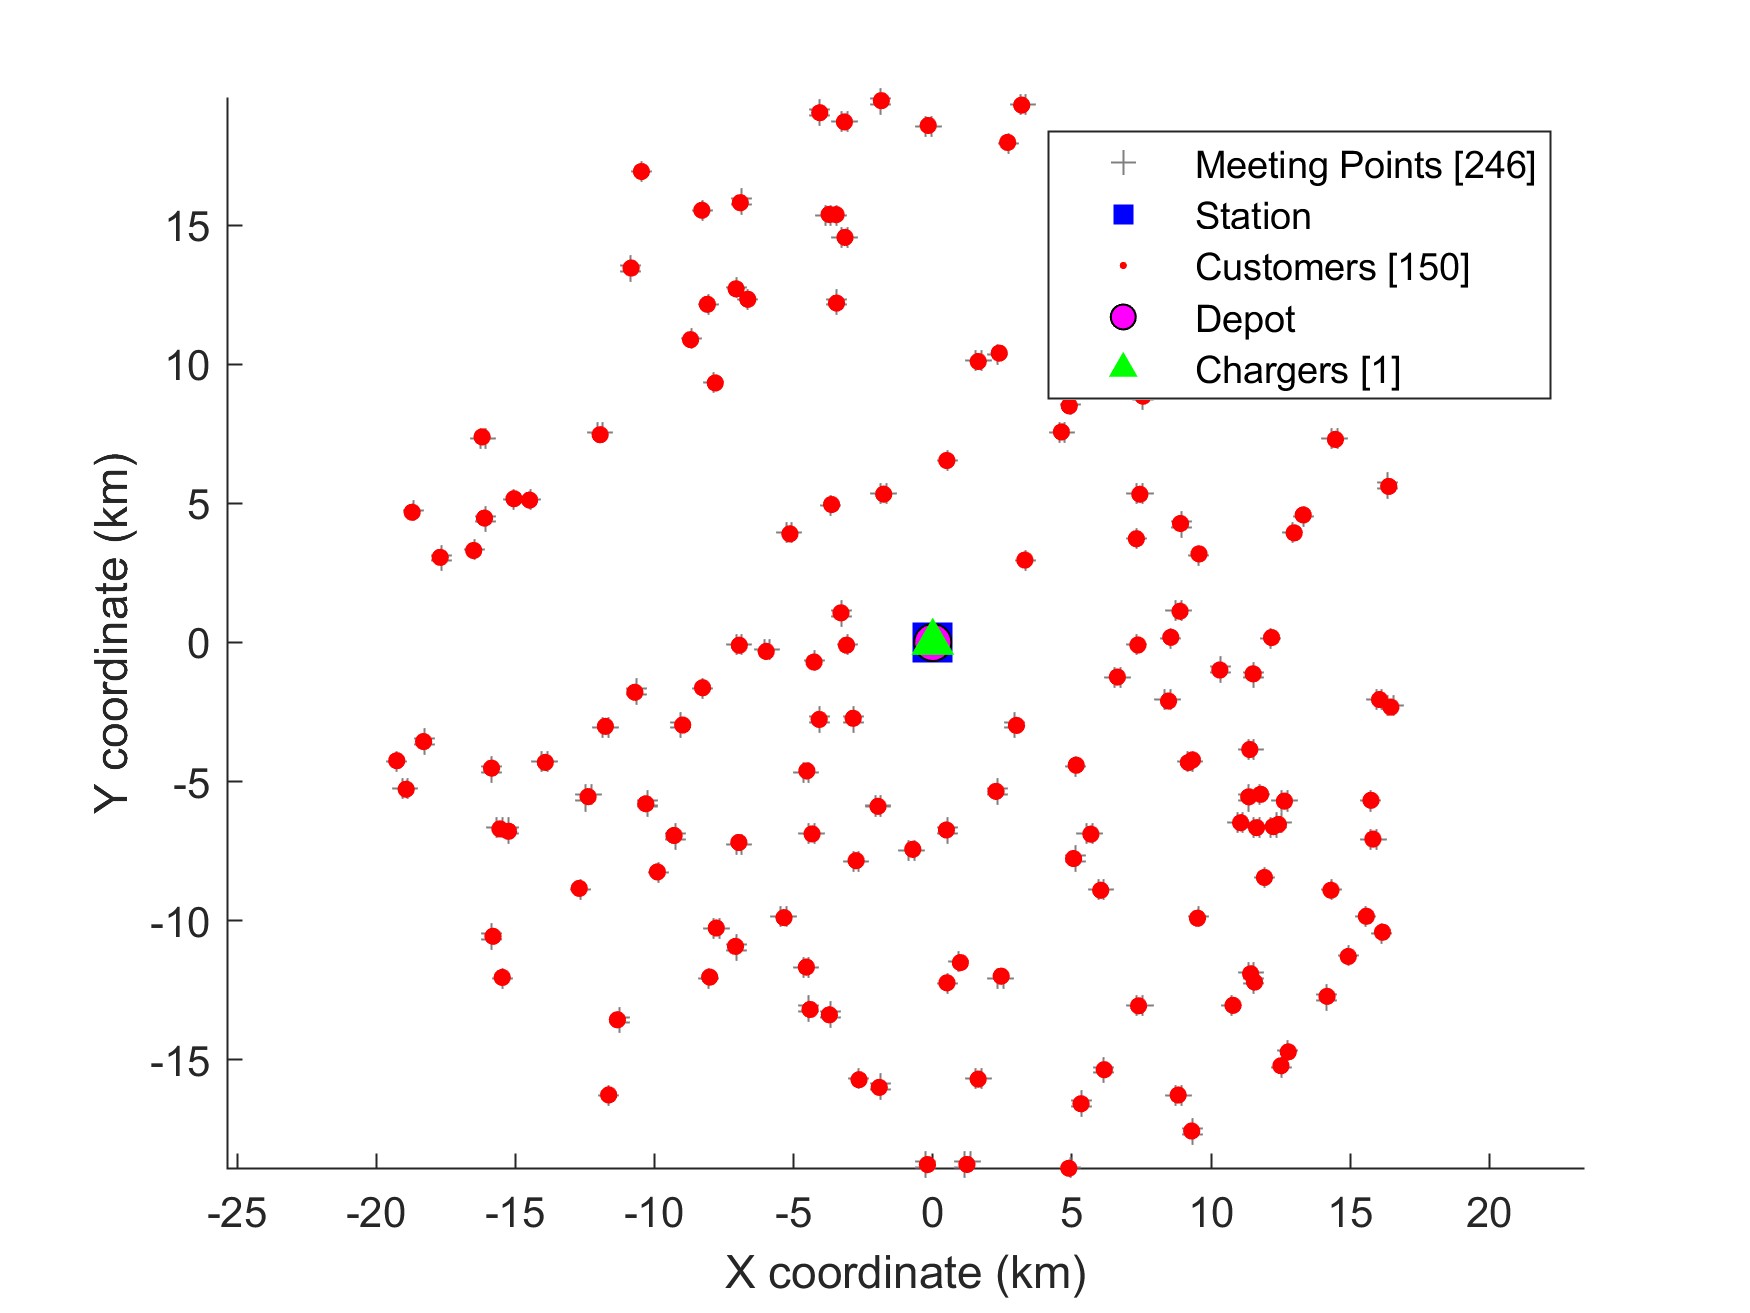 Meeting Points [246]
Station
Customers [150]
Depot
Chargers [1]
15
10
5
0
-5
-10
-15
Y coordinate (km)
-25 -20 -15 -10 -5 0 5 10 15 20
X coordinate (km)